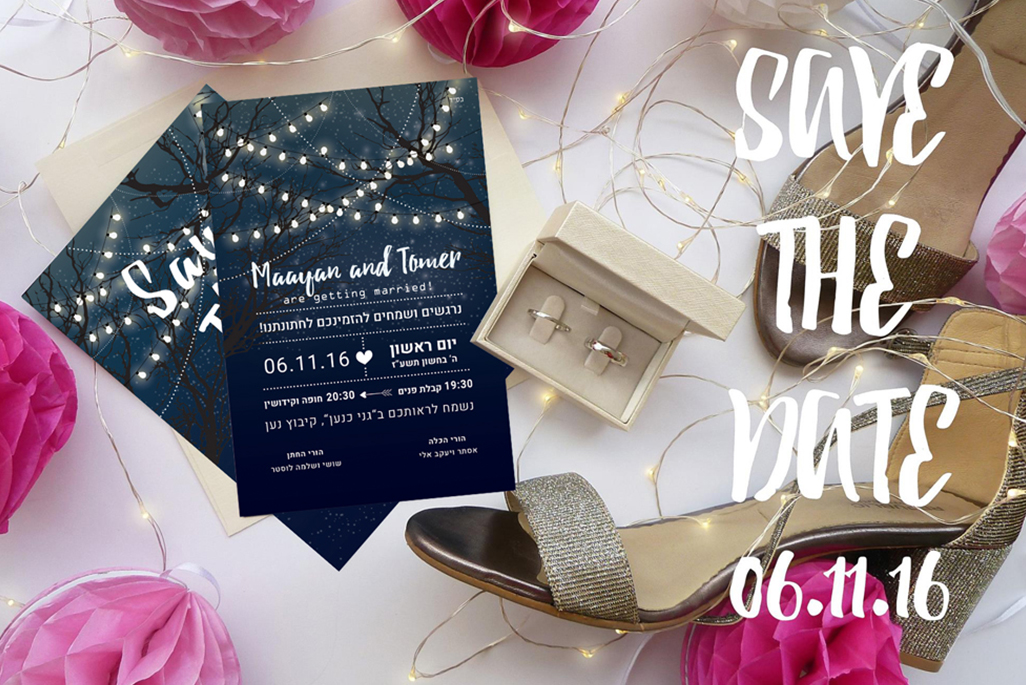 בס"ד
Maayan and Tomer
are getting married!
נרגשים ושמחים להזמינכם לחתונתנו!
יום ראשון
ה' בחשון תשע"ז
06.11.16
19:30 קבלת פנים
20:30 חופה וקידושין
נשמח לראותכם ב"גני כנען", קיבוץ נען
הורי הכלה
אסתר ויעקב אלי
הורי החתן
שושי ושלמה לוסטר
SAVE
THE
DATE
06.11.16